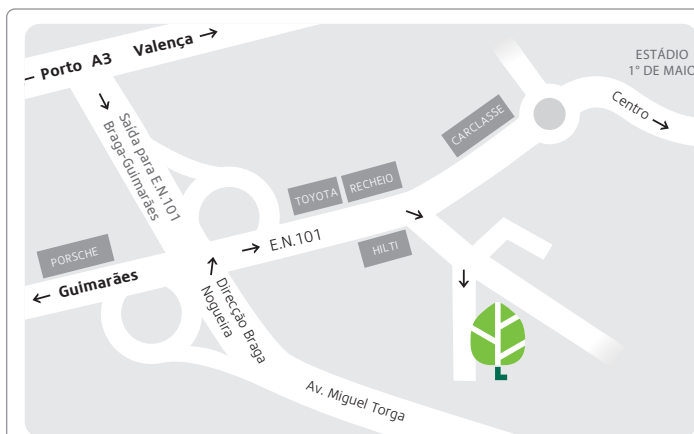 Porto A3 Valença
ESTÁDIO
1° DE MAIO
Centro
CARCLASSE
Saída para E.N.101
Braga-Guimarães
TOYOTA
RECHEIO
PORSCHE
E.N.101
HILTI
Guimarães
Direcção Braga
Nogueira
Av. Miguel Torga